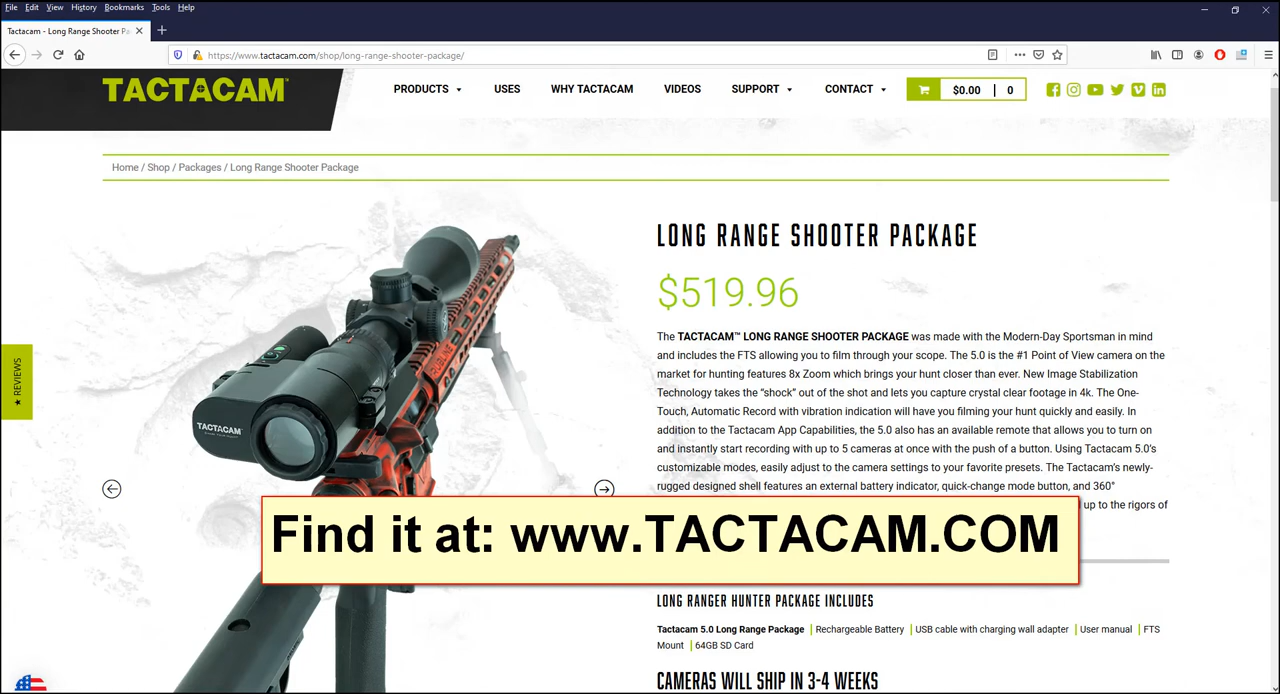 File Edit View History Bookmarks Tools Help
Tactacam - Long Range Shooter Pa
https://www.tactacam.com/shop/long-range-shooter-package/
TACTACAM™
PRODUCTS USES WHY TACTACAM VIDEOS SUPPORT CONTACT $0.00 | 0
Home / Shop / Packages / Long Range Shooter Package
LONG RANGE SHOOTER PACKAGE
$519.96
The TACTACAM™ LONG RANGE SHOOTER PACKAGE was made with the Modern-Day Sportsman in mind
and includes the FTS allowing you to film through your scope. The 5.0 is the #1 Point of View camera on the
market for hunting features 8x Zoom which brings your hunt closer than ever. New Image Stabilization
Technology takes the “shock” out of the shot and lets you capture crystal clear footage in 4k. The One-
Touch, Automatic Record with vibration indication will have you filming your hunt quickly and easily. In
addition to the Tactacam App Capabilities, the 5.0 also has an available remote that allows you to turn on
and instantly start recording with up to 5 cameras at once with the push of a button. Using Tactacam 5.0’s
customizable modes, easily adjust to the camera settings to your favorite presets. The Tactacam’s newly-
rugged designed shell features an external battery indicator, quick-change mode button, and 360°
up to the rigors of
★ REVIEWS
TACTACAM
Find it at: www.TACTACAM.COM
LONG RANGER HUNTER PACKAGE INCLUDES
Tactacam 5.0 Long Range Package | Rechargeable Battery | USB cable with charging wall adapter | User manual | FTS
Mount | 64GB SD Card
CAMERAS WILL SHIP IN 3-4 WEEKS